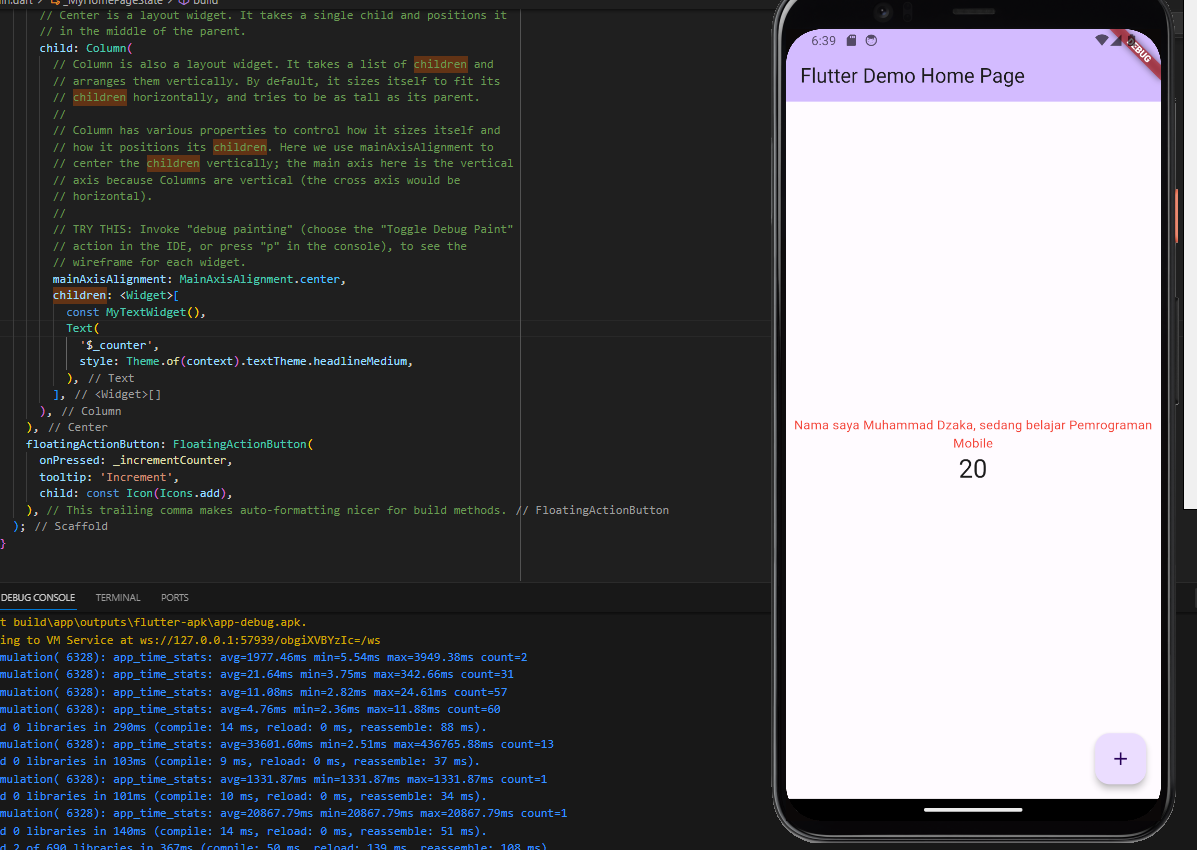 in.dart > _MyHomePageState > build
// Center is a layout widget. It takes a single child and positions it
// in the middle of the parent.
child: Column(
// Column is also a layout widget. It takes a list of children and
// arranges them vertically. By default, it sizes itself to fit its
// children horizontally, and tries to be as tall as its parent.
//
// Column has various properties to control how it sizes itself and
// how it positions its children. Here we use mainAxisAlignment to
// center the children vertically; the main axis here is the vertical
// axis because Columns are vertical (the cross axis would be
// horizontal).
//
// TRY THIS: Invoke "debug painting" (choose the "Toggle Debug Paint"
// action in the IDE, or press "p" in the console), to see the
// wireframe for each widget.
mainAxisAlignment: MainAxisAlignment.center,
children: <Widget>[
const MyTextWidget(),
Text(
'$_counter',
style: Theme.of(context).textTheme.headlineMedium,
), // Text
], // <Widget>[]
), // Column
), // Center
floatingActionButton: FloatingActionButton(
onPressed: _incrementCounter,
tooltip: 'Increment',
child: const Icon(Icons.add),
), // This trailing comma makes auto-formatting nicer for build methods. // FloatingActionButton
); // Scaffold
}
DEBUG CONSOLE TERMINAL PORTS
t build\app\outputs\flutter-apk\app-debug.apk.
ing to VM Service at ws://127.0.0.1:57939/obgiXVBYzIc=/ws
mulation( 6328): app_time_stats: avg=1977.46ms min=5.54ms max=3949.38ms count=2
mulation( 6328): app_time_stats: avg=21.64ms min=3.75ms max=342.66ms count=31
mulation( 6328): app_time_stats: avg=11.08ms min=2.82ms max=24.61ms count=57
mulation( 6328): app_time_stats: avg=4.76ms min=2.36ms max=11.88ms count=60
d 0 libraries in 290ms (compile: 14 ms, reload: 0 ms, reassemble: 88 ms).
mulation( 6328): app_time_stats: avg=33601.60ms min=2.51ms max=436765.88ms count=13
d 0 libraries in 103ms (compile: 9 ms, reload: 0 ms, reassemble: 37 ms).
mulation( 6328): app_time_stats: avg=1331.87ms min=1331.87ms max=1331.87ms count=1
d 0 libraries in 101ms (compile: 10 ms, reload: 0 ms, reassemble: 34 ms).
mulation( 6328): app_time_stats: avg=20867.79ms min=20867.79ms max=20867.79ms count=1
d 0 libraries in 140ms (compile: 14 ms, reload: 0 ms, reassemble: 51 ms).
d 2 of 690 libraries in 367ms (compile: 50 ms, reload: 139 ms, reassemble: 108 ms).
6:39
DEBUG
Flutter Demo Home Page
Nama saya Muhammad Dzaka, sedang belajar Pemrograman
Mobile
20
+